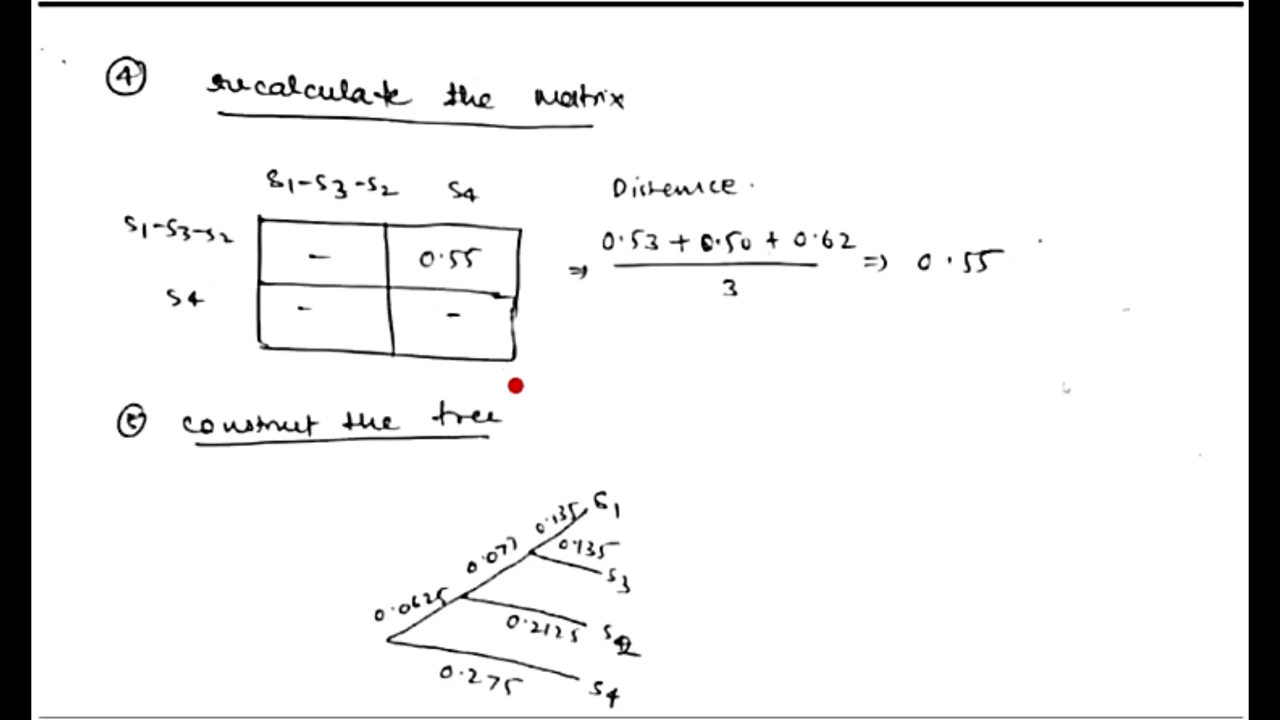 ④ recalculate the matrix
S1-S3-S2 S4
S1-S3-S2 - 0.55
S4 - -
Distence.
⇒ 0.53 + 0.50 + 0.62 / 3 ⇒ 0.55
⑤ construct the tree
0.135 S1
0.077 0.135 S3
0.0625 0.2125 S2
0.275 S4